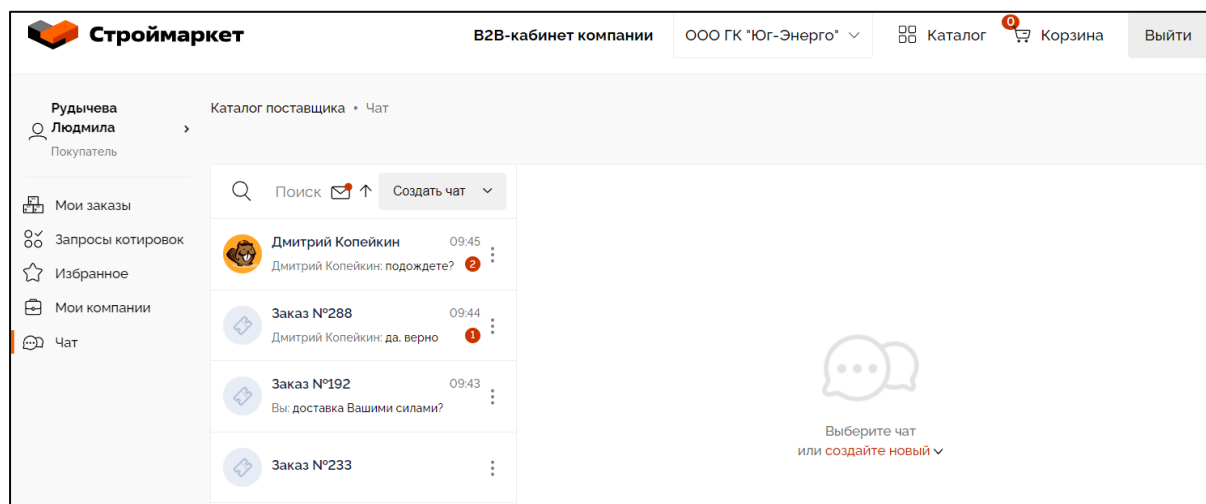 Строймаркет
B2B-кабинет компании
ООО ГК "Юг-Энерго"
Каталог
0
Корзина
Выйти
Рудычева
Людмила
Покупатель
Каталог поставщика • Чат
Мои заказы
Запросы котировок
Избранное
Мои компании
Чат
Поиск
Создать чат
Дмитрий Копейкин 09:45
Дмитрий Копейкин: подождете? 2
Заказ №288 09:44
Дмитрий Копейкин: да, верно 1
Заказ №192 09:43
Вы: доставка Вашими силами?
Заказ №233
Выберите чат
или создайте новый